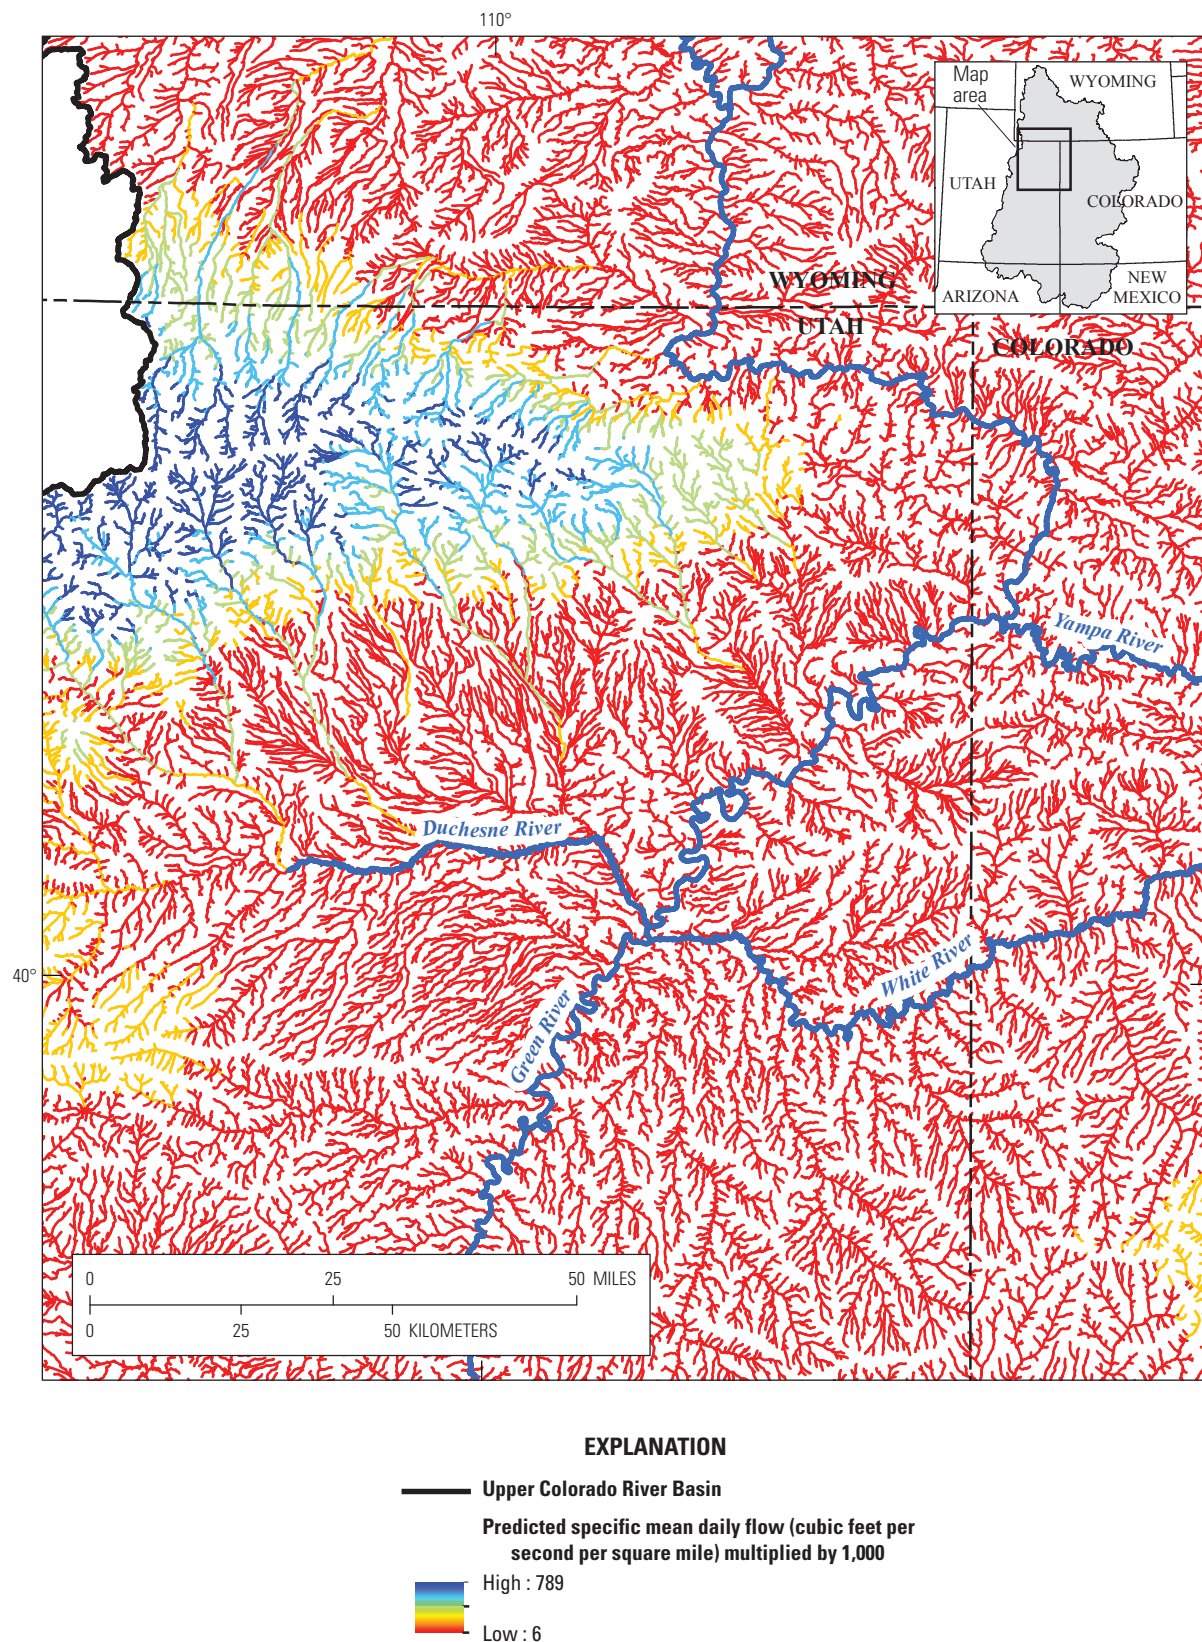 110°
Map
area
WYOMING
UTAH
COLORADO
ARIZONA
NEW
MEXICO
WYOMING
UTAH
COLORADO
Yampa River
Duchesne River
White River
40°
Green River
0 25 50 MILES
0 25 50 KILOMETERS
EXPLANATION
Upper Colorado River Basin
Predicted specific mean daily flow (cubic feet per
second per square mile) multiplied by 1,000
High : 789
Low : 6